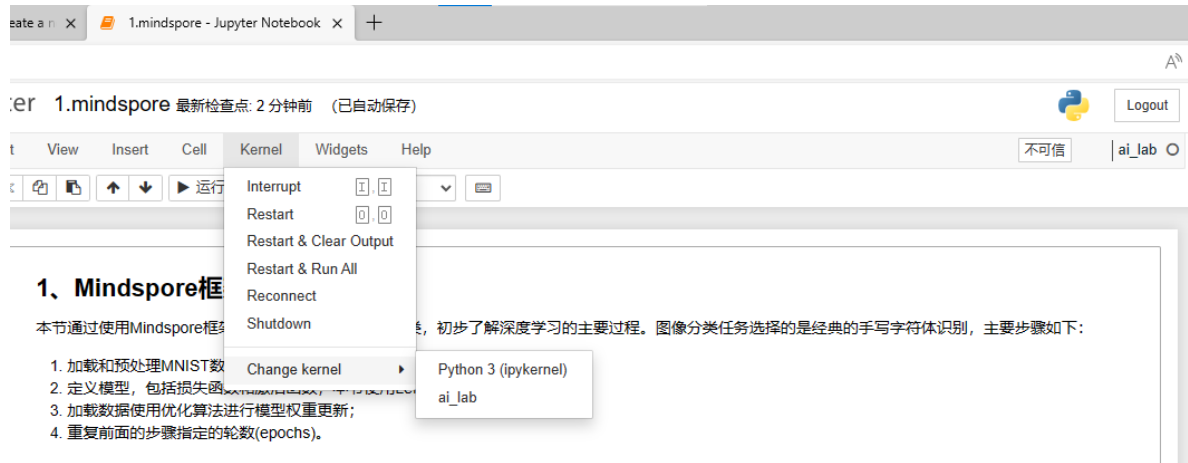 eate a n
1.mindspore - Jupyter Notebook
1.mindspore 最新检查点: 2 分钟前 (已自动保存)
Logout
View Insert Cell Kernel Widgets Help
不可信
ai_lab
运行
Interrupt I,I
Restart 0,0
Restart & Clear Output
Restart & Run All
Reconnect
Shutdown
Change kernel
Python 3 (ipykernel)
ai_lab
1、Mindspore框
本节通过使用Mindspore框
，初步了解深度学习的主要过程。图像分类任务选择的是经典的手写字符体识别，主要步骤如下：
1. 加载和预处理MNIST数
2. 定义模型，包括损失函
3. 加载数据使用优化算法进行模型权重更新；
4. 重复前面的步骤指定的轮数(epochs)。